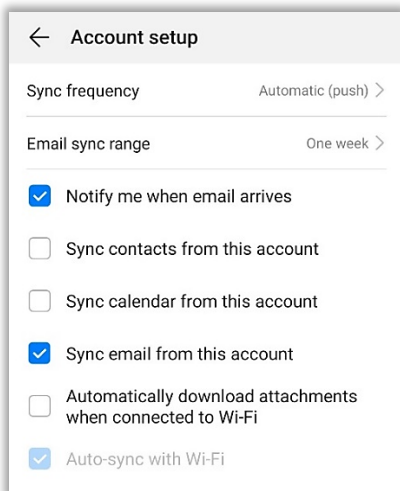 Account setup
Sync frequency Automatic (push)
Email sync range One week
Notify me when email arrives
Sync contacts from this account
Sync calendar from this account
Sync email from this account
Automatically download attachments
when connected to Wi-Fi
Auto-sync with Wi-Fi